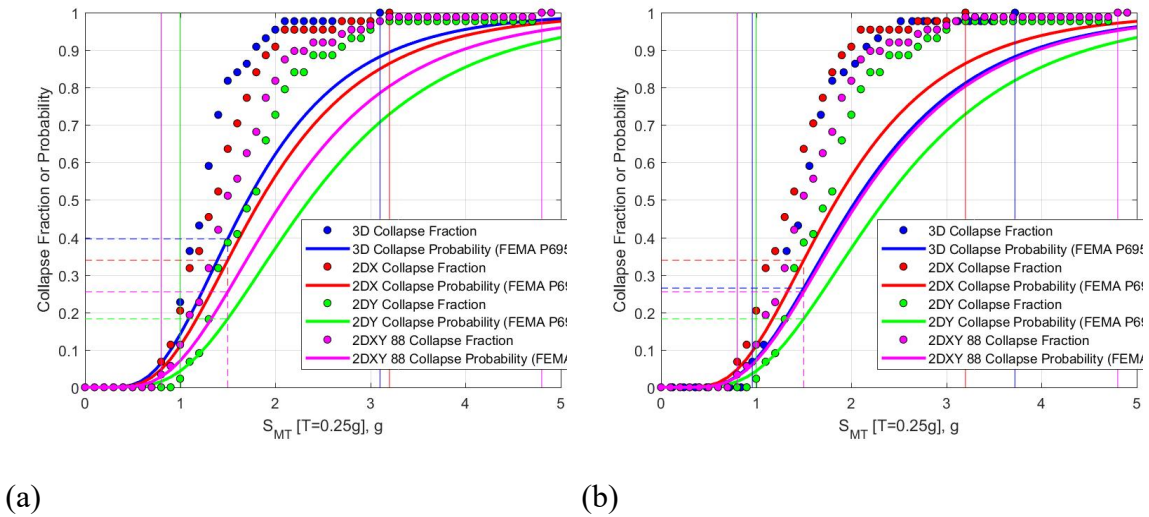 Collapse Fraction or Probability
1
0.9
0.8
0.7
0.6
0.5
0.4
0.3
0.2
0.1
0
3D Collapse Fraction
3D Collapse Probability (FEMA P695
2DX Collapse Fraction
2DX Collapse Probability (FEMA P69
2DY Collapse Fraction
2DY Collapse Probability (FEMA P69
2DXY 88 Collapse Fraction
2DXY 88 Collapse Probability (FEMA
0 1 2 3 4 5
S_MT [T=0.25g], g
Collapse Fraction or Probability
1
0.9
0.8
0.7
0.6
0.5
0.4
0.3
0.2
0.1
0
3D Collapse Fraction
3D Collapse Probability (FEMA P695
2DX Collapse Fraction
2DX Collapse Probability (FEMA P69
2DY Collapse Fraction
2DY Collapse Probability (FEMA P69
2DXY 88 Collapse Fraction
2DXY 88 Collapse Probability (FEMA
0 1 2 3 4 5
S_MT [T=0.25g], g
(a) (b)